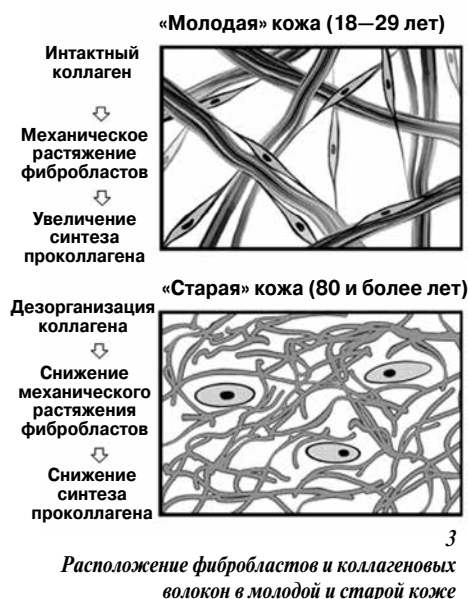 «Молодая» кожа (18—29 лет)
Интактный
коллаген
Механическое
растяжение
фибробластов
Увеличение
синтеза
проколлагена
«Старая» кожа (80 и более лет)
Дезорганизация
коллагена
Снижение
механического
растяжения
фибробластов
Снижение
синтеза
проколлагена
3
Расположение фибробластов и коллагеновых
волокон в молодой и старой коже